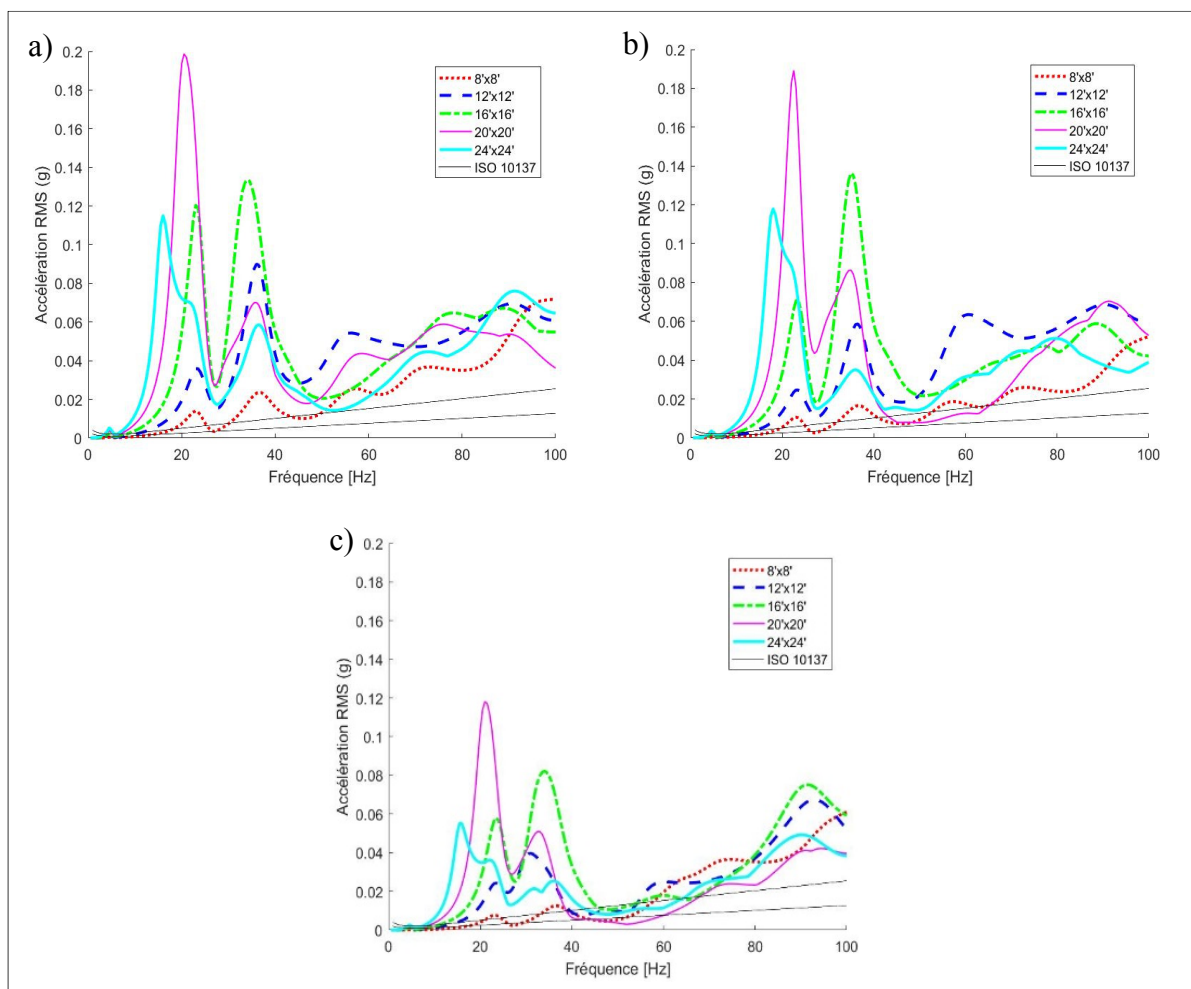 a)
0.2
0.18
0.16
0.14
0.12
0.1
0.08
0.06
0.04
0.02
0
Accélération RMS (g)
8'x8'
12'x12'
16'x16'
20'x20'
24'x24'
ISO 10137
0 20 40 60 80 100
Fréquence [Hz]
b)
0.2
0.18
0.16
0.14
0.12
0.1
0.08
0.06
0.04
0.02
0
Accélération RMS (g)
8'x8'
12'x12'
16'x16'
20'x20'
24'x24'
ISO 10137
0 20 40 60 80 100
Fréquence [Hz]
c)
0.2
0.18
0.16
0.14
0.12
0.1
0.08
0.06
0.04
0.02
0
Accélération RMS (g)
8'x8'
12'x12'
16'x16'
20'x20'
24'x24'
ISO 10137
0 20 40 60 80 100
Fréquence [Hz]